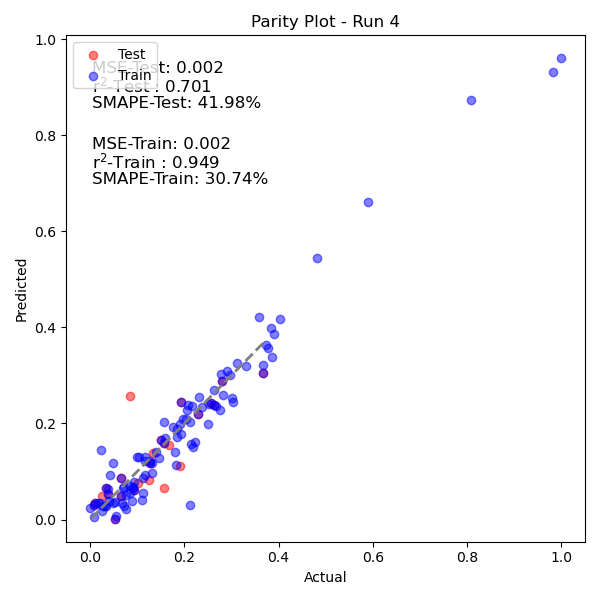 Parity Plot - Run 4
Test
Train
MSE-Test: 0.002
r²-Test : 0.701
SMAPE-Test: 41.98%
MSE-Train: 0.002
r²-Train : 0.949
SMAPE-Train: 30.74%
Predicted
1.0
0.8
0.6
0.4
0.2
0.0
0.0 0.2 0.4 0.6 0.8 1.0
Actual